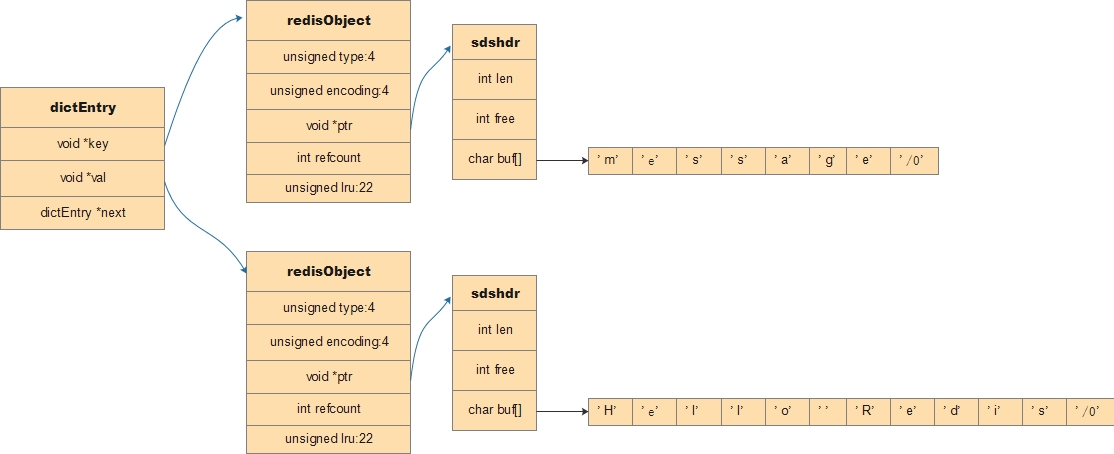 dictEntry
void *key
void *val
dictEntry *next
redisObject
unsigned type:4
unsigned encoding:4
void *ptr
int refcount
unsigned lru:22
sdshdr
int len
int free
char buf[]
' m' ' e' ' s' ' s' ' a' ' g' ' e' ' /0'
redisObject
unsigned type:4
unsigned encoding:4
void *ptr
int refcount
unsigned lru:22
sdshdr
int len
int free
char buf[]
' H' ' e' ' l' ' l' ' o' ' ' ' R' ' e' ' d' ' i' ' s' ' /0'